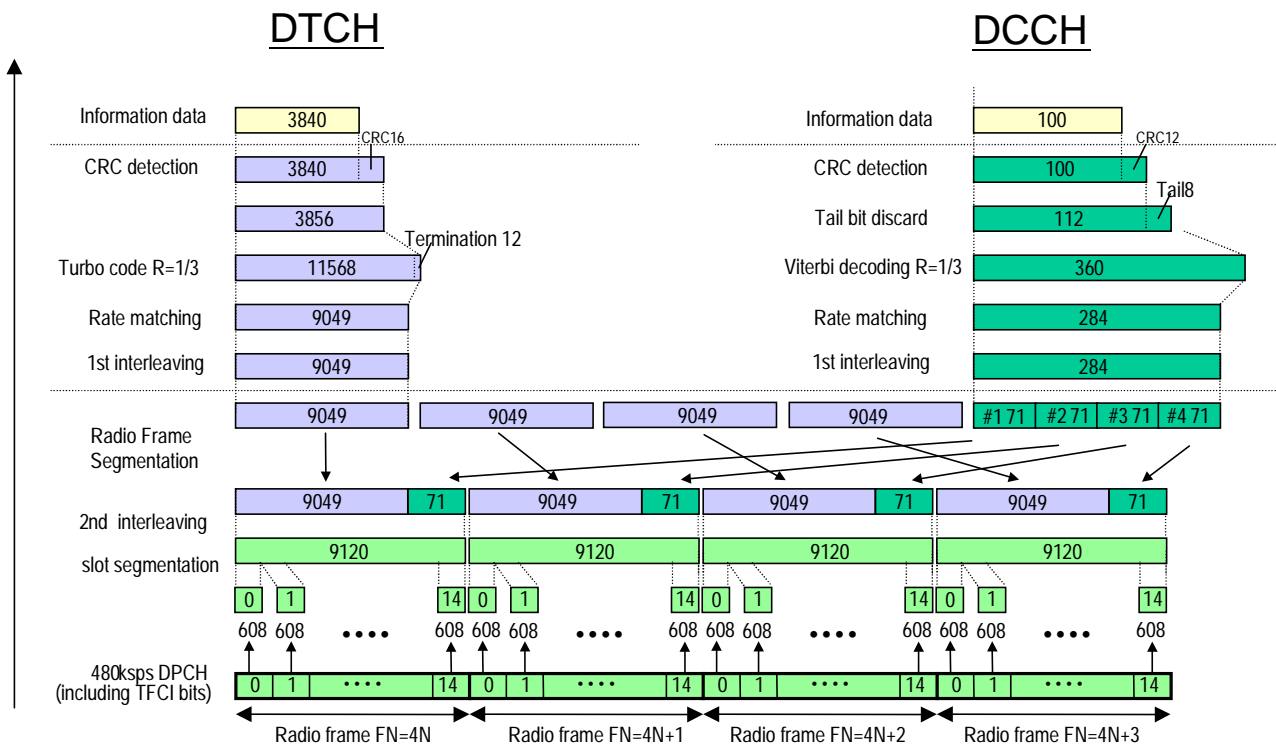 DTCH DCCH
Information data 3840 Information data 100
CRC16 CRC12
CRC detection 3840 CRC detection 100
Tail8
3856 Tail bit discard 112
Termination 12
Turbo code R=1/3 11568 Viterbi decoding R=1/3 360
Rate matching 9049 Rate matching 284
1st interleaving 9049 1st interleaving 284
9049 9049 9049 9049 #1 71 #2 71 #3 71 #4 71
Radio Frame
Segmentation
9049 71 9049 71 9049 71 9049 71
2nd interleaving
9120 9120 9120 9120
slot segmentation
0 1 14 0 1 14 0 1 14 0 1 14
608 608 •••• 608 608 608 •••• 608 608 608 •••• 608 608 608 •••• 608
480ksps DPCH
(including TFCI bits)
0 1 •••• 14 0 1 •••• 14 0 1 •••• 14 0 1 •••• 14
Radio frame FN=4N Radio frame FN=4N+1 Radio frame FN=4N+2 Radio frame FN=4N+3